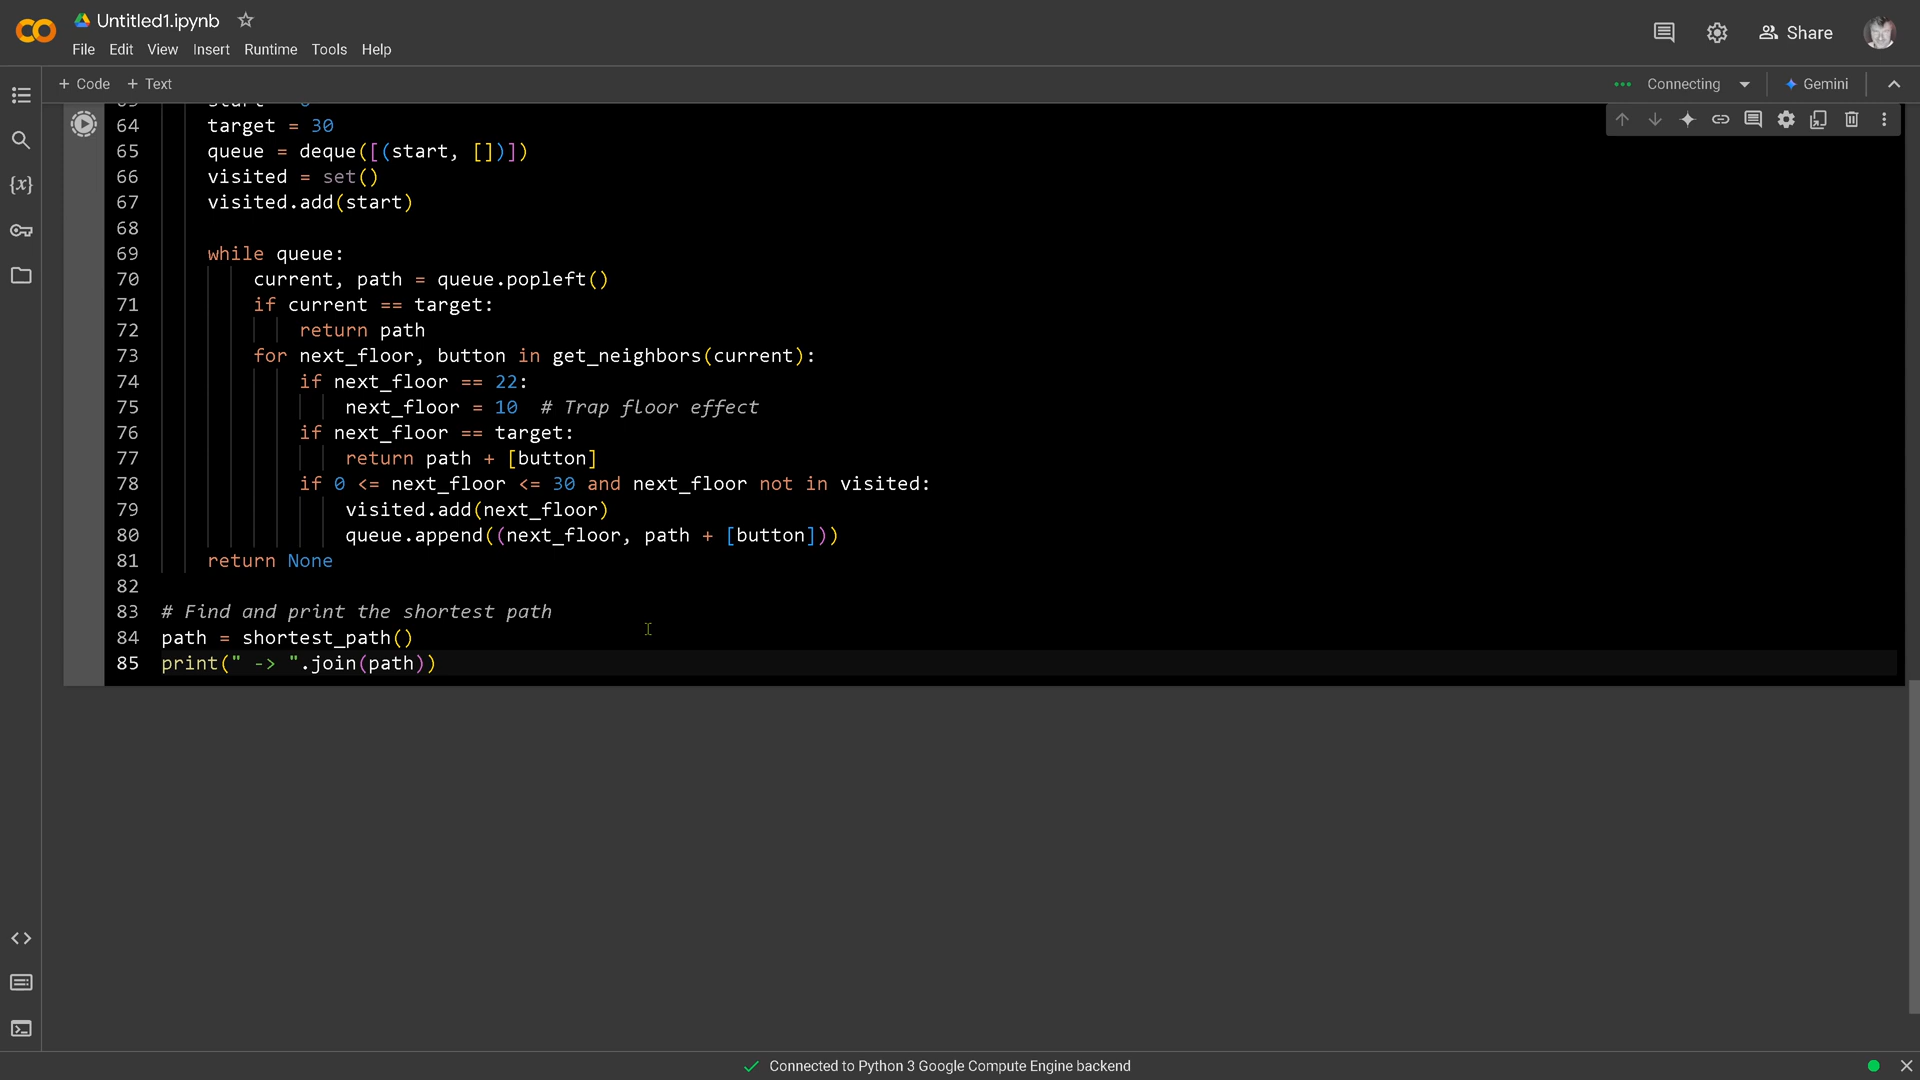 Untitled1.ipynb
File Edit View Insert Runtime Tools Help
Share
+ Code + Text
Connecting
Gemini
64 target = 30
65 queue = deque([(start, [])])
66 visited = set()
67 visited.add(start)
68
69 while queue:
70 current, path = queue.popleft()
71 if current == target:
72 return path
73 for next_floor, button in get_neighbors(current):
74 if next_floor == 22:
75 next_floor = 10 # Trap floor effect
76 if next_floor == target:
77 return path + [button]
78 if 0 <= next_floor <= 30 and next_floor not in visited:
79 visited.add(next_floor)
80 queue.append((next_floor, path + [button]))
81 return None
82
83 # Find and print the shortest path
84 path = shortest_path()
85 print(" -> ".join(path))
Connected to Python 3 Google Compute Engine backend